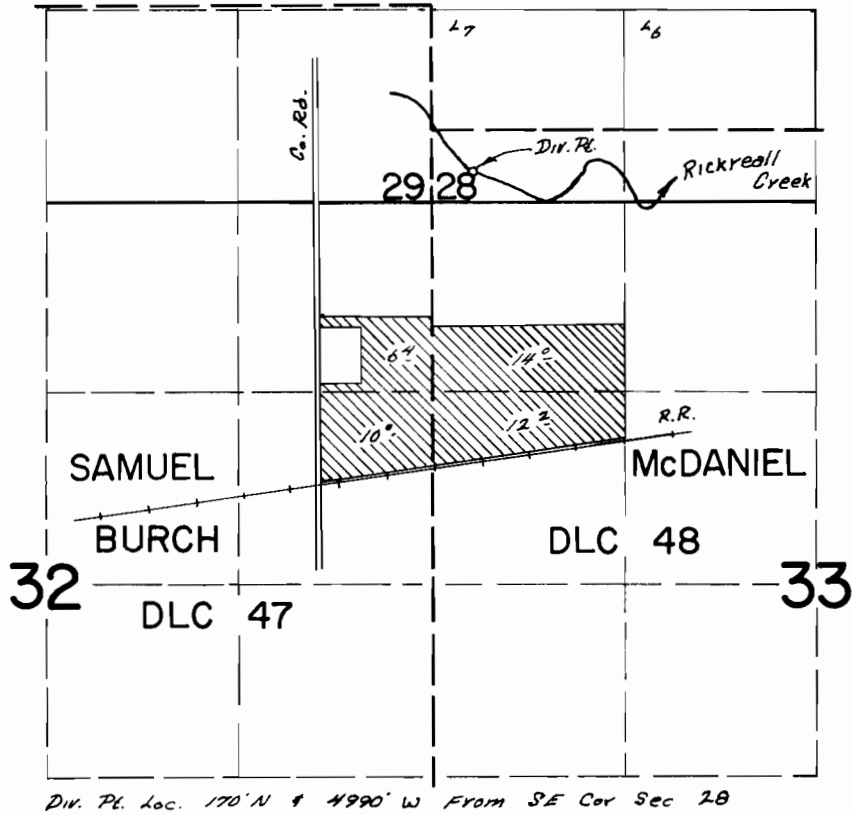 L7 L6
Co. Rd.
Div. Pt.
Rickreall
Creek
29 28
6.4 14.0
10.0 12.2
R.R.
SAMUEL McDANIEL
BURCH DLC 48
32 33
DLC 47
Div. Pt. Loc. 170' N & 4990' W From SE Cor Sec 28